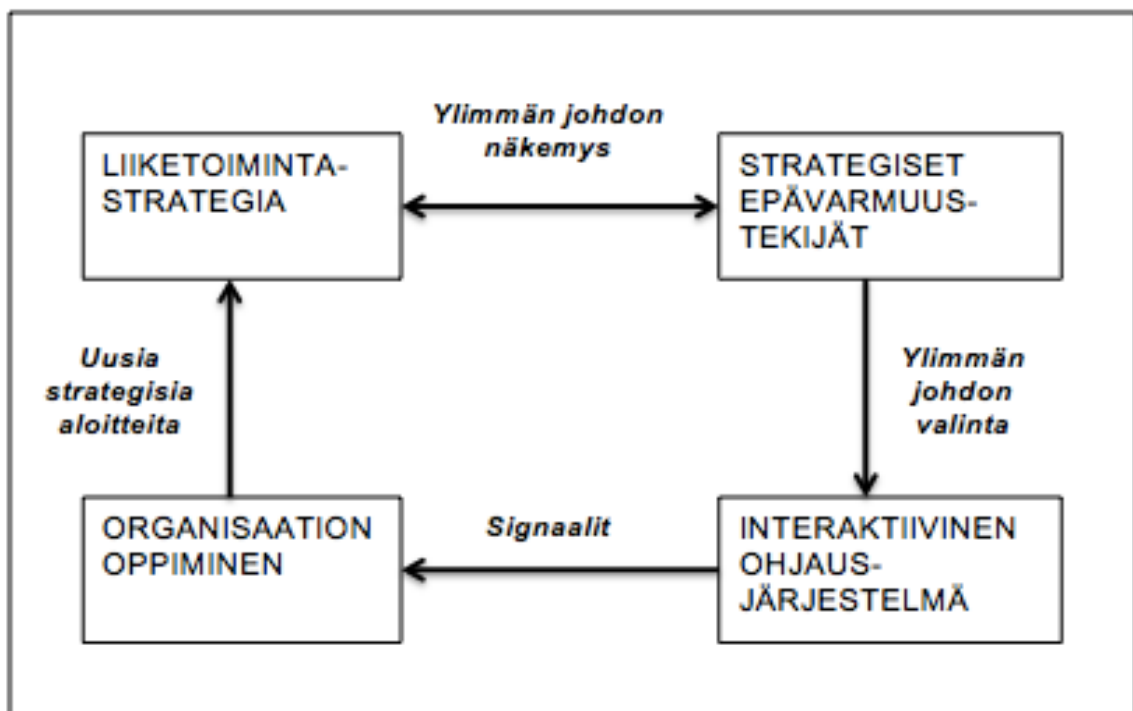 Ylimmän johdon
näkemys
LIIKETOIMINTA-
STRATEGIA
STRATEGISET
EPÄVARMUUS-
TEKIJÄT
Uusia
strategisia
aloitteita
Ylimmän
johdon
valinta
ORGANISAATION
OPPIMINEN
Signaalit
INTERAKTIIVINEN
OHJAUS-
JÄRJESTELMÄ